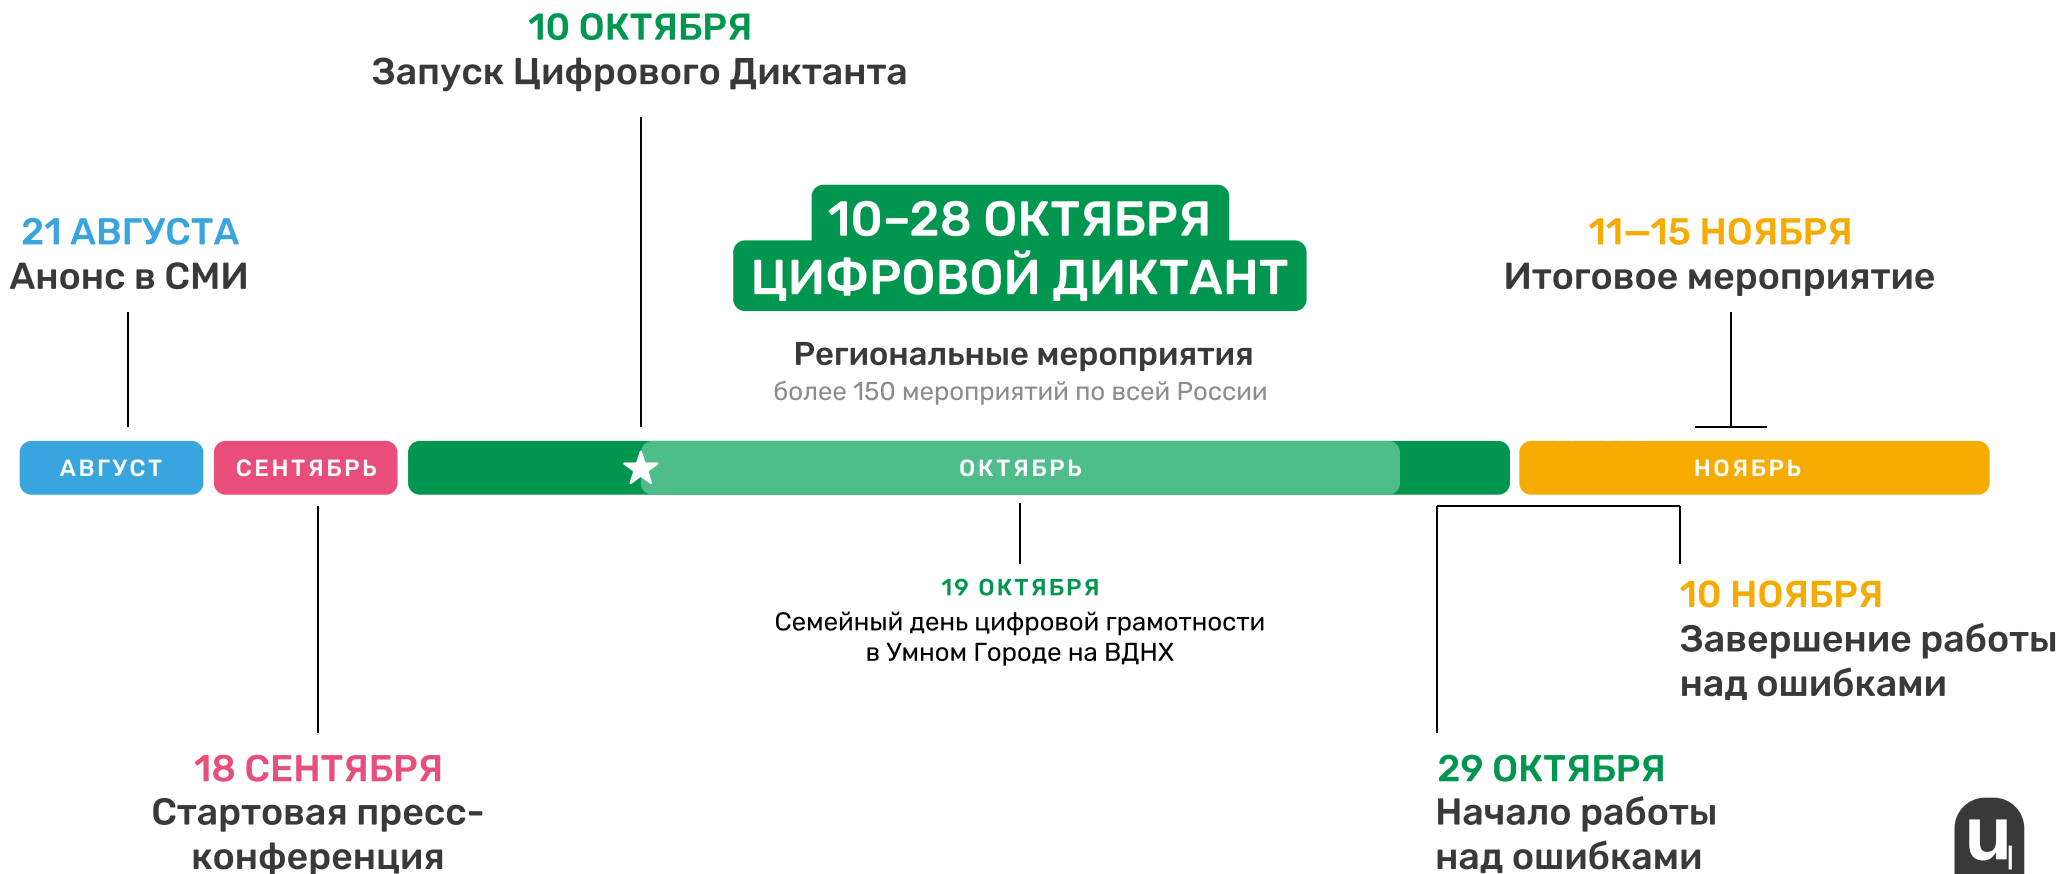 10 ОКТЯБРЯ
Запуск Цифрового Диктанта
21 АВГУСТА
Анонс в СМИ
10–28 ОКТЯБРЯ
ЦИФРОВОЙ ДИКТАНТ
Региональные мероприятия
более 150 мероприятий по всей России
11—15 НОЯБРЯ
Итоговое мероприятие
АВГУСТ
СЕНТЯБРЬ
ОКТЯБРЬ
НОЯБРЬ
19 ОКТЯБРЯ
Семейный день цифровой грамотности
в Умном Городе на ВДНХ
10 НОЯБРЯ
Завершение работы
над ошибками
18 СЕНТЯБРЯ
Стартовая пресс-
конференция
29 ОКТЯБРЯ
Начало работы
над ошибками
Ц